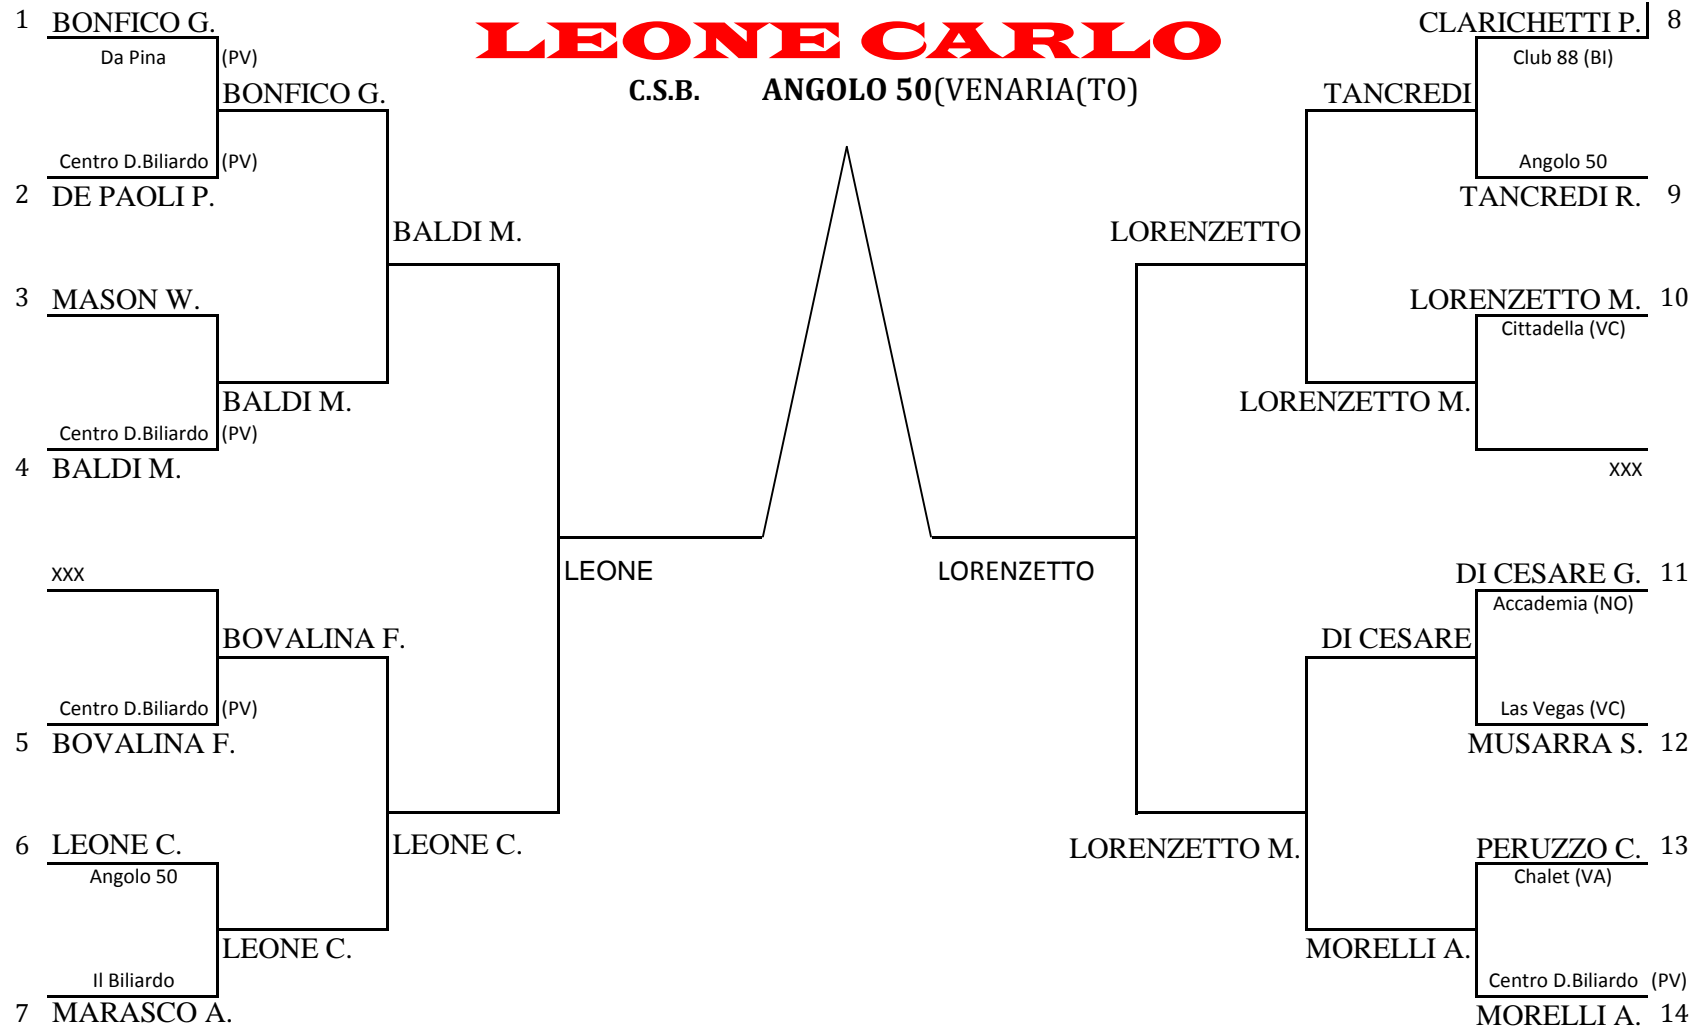 LEONE CARLO
C.S.B. ANGOLO 50(VENARIA(TO)
1 BONFICO G.
Da Pina (PV)
BONFICO G.
Centro D.Biliardo (PV)
2 DE PAOLI P.
BALDI M.
3 MASON W.
BALDI M.
Centro D.Biliardo (PV)
4 BALDI M.
LEONE
XXX
BOVALINA F.
Centro D.Biliardo (PV)
5 BOVALINA F.
LEONE C.
6 LEONE C.
Angolo 50
LEONE C.
Il Biliardo
7 MARASCO A.
CLARICHETTI P. 8
Club 88 (BI)
TANCREDI
Angolo 50
TANCREDI R. 9
LORENZETTO
LORENZETTO M. 10
Cittadella (VC)
LORENZETTO M.
XXX
LORENZETTO
DI CESARE G. 11
Accademia (NO)
DI CESARE
Las Vegas (VC)
MUSARRA S. 12
LORENZETTO M.
PERUZZO C. 13
Chalet (VA)
MORELLI A.
Centro D.Biliardo (PV)
MORELLI A. 14